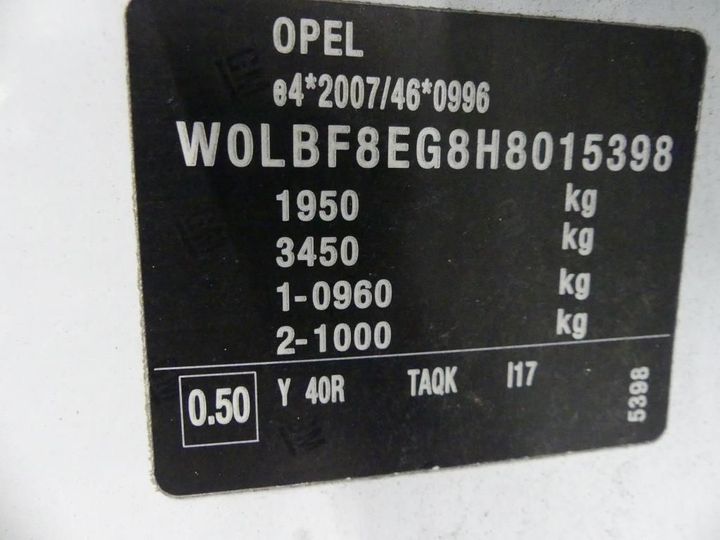 OPEL
e4*2007/46*0996
W0LBF8EG8H8015398
1950 kg
3450 kg
1-0960 kg
2-1000 kg
0.50 Y 40R TAQK I17
5398